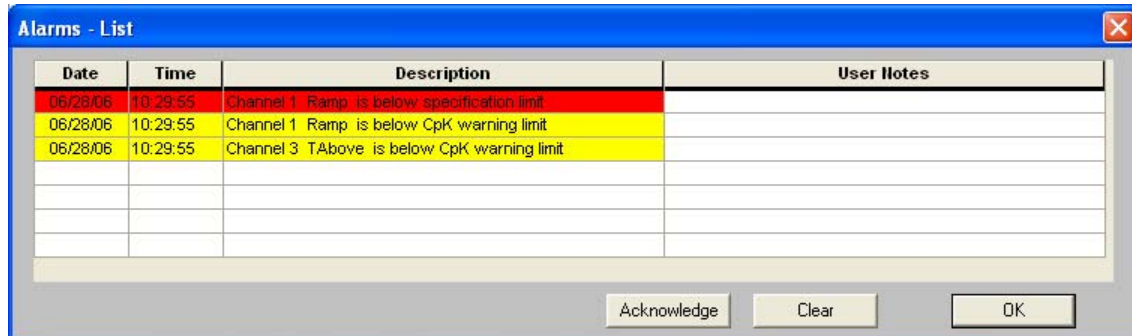 Alarms - List
Date Time Description User Notes
06/28/06 10:29:55 Channel 1 Ramp is below specification limit
06/28/06 10:29:55 Channel 1 Ramp is below CpK warning limit
06/28/06 10:29:55 Channel 3 TAbove is below CpK warning limit
Acknowledge Clear OK